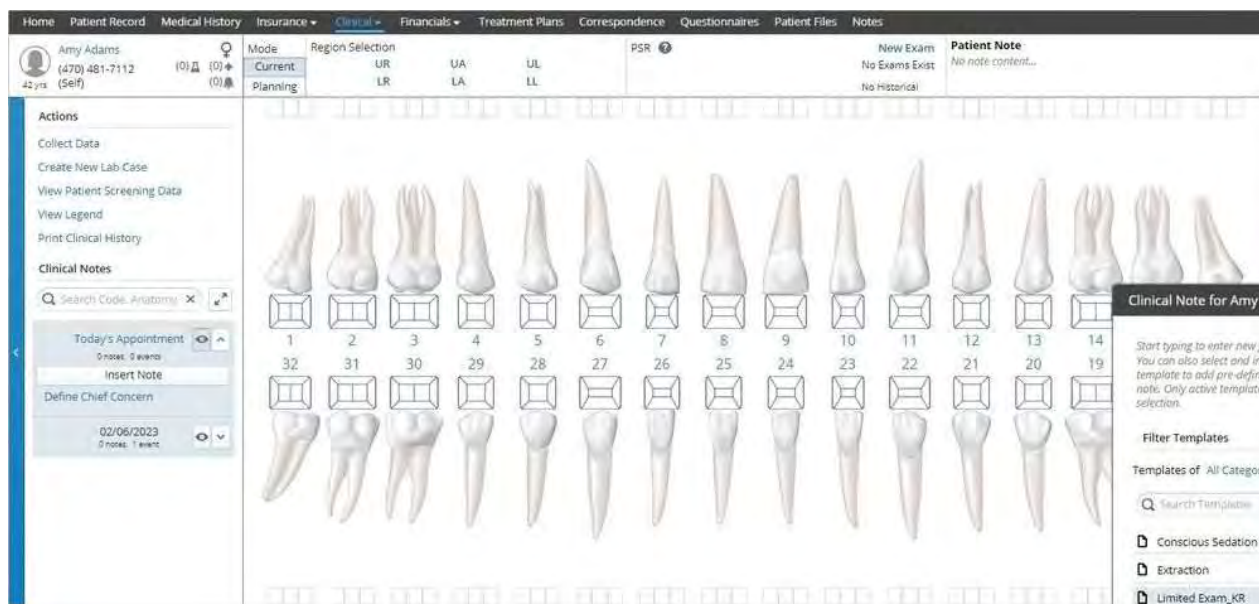 Home Patient Record Medical History Insurance Clinical Financials Treatment Plans Correspondence Questionnaires Patient Files Notes
Amy Adams
(470) 481-7112 (0) (0)
42 yrs (Self) (0)
Mode Region Selection PSR New Exam Patient Note
Current UR UA UL No Exams Exist No note content...
Planning LR LA LL No Historical
Actions
Collect Data
Create New Lab Case
View Patient Screening Data
View Legend
Print Clinical History
Clinical Notes
Search Code, Anatomy
Today's Appointment
0 notes 0 events
Insert Note
Define Chief Concern
02/06/2023
0 notes 1 event
1 2 3 4 5 6 7 8 9 10 11 12 13 14
32 31 30 29 28 27 26 25 24 23 22 21 20 19
Clinical Note for Amy
Start typing to enter new
You can also select and
template to add pre-defin
note. Only active templat
selection.
Filter Templates
Templates of All Categor
Search Templates
Conscious Sedation
Extraction
Limited Exam_KR